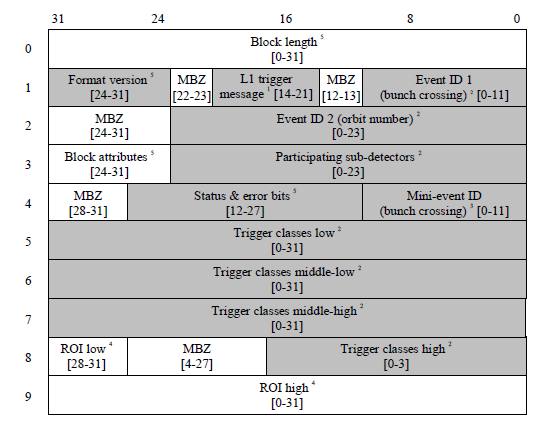 31 24 16 8 0
0 Block length ⁵
[0-31]
1 Format version ⁵ MBZ L1 trigger MBZ Event ID 1
[24-31] [22-23] message ¹ [14-21] [12-13] (bunch crossing) ² [0-11]
2 MBZ Event ID 2 (orbit number) ²
[24-31] [0-23]
3 Block attributes ⁵ Participating sub-detectors ²
[24-31] [0-23]
4 MBZ Status & error bits ⁵ Mini-event ID
[28-31] [12-27] (bunch crossing) ³ [0-11]
5 Trigger classes low ²
[0-31]
6 Trigger classes middle-low ²
[0-31]
7 Trigger classes middle-high ²
[0-31]
8 ROI low ⁴ MBZ Trigger classes high ²
[28-31] [4-27] [0-3]
9 ROI high ⁴
[0-31]